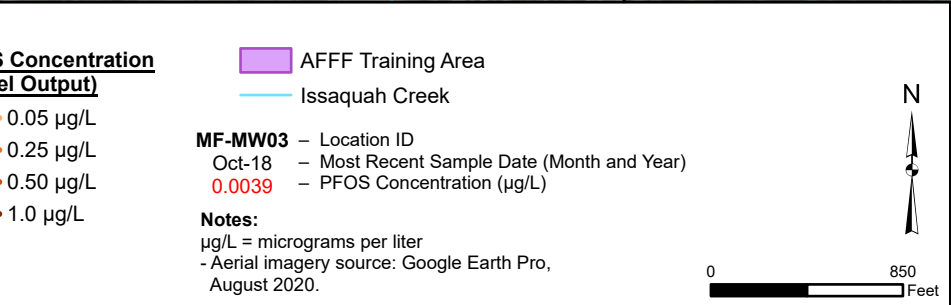 Concentration
Output)
0.05 µg/L
0.25 µg/L
0.50 µg/L
1.0 µg/L
AFFF Training Area
Issaquah Creek
MF-MW03 – Location ID
Oct-18 – Most Recent Sample Date (Month and Year)
0.0039 – PFOS Concentration (µg/L)
Notes:
µg/L = micrograms per liter
- Aerial imagery source: Google Earth Pro,
August 2020.
N
0 850
Feet